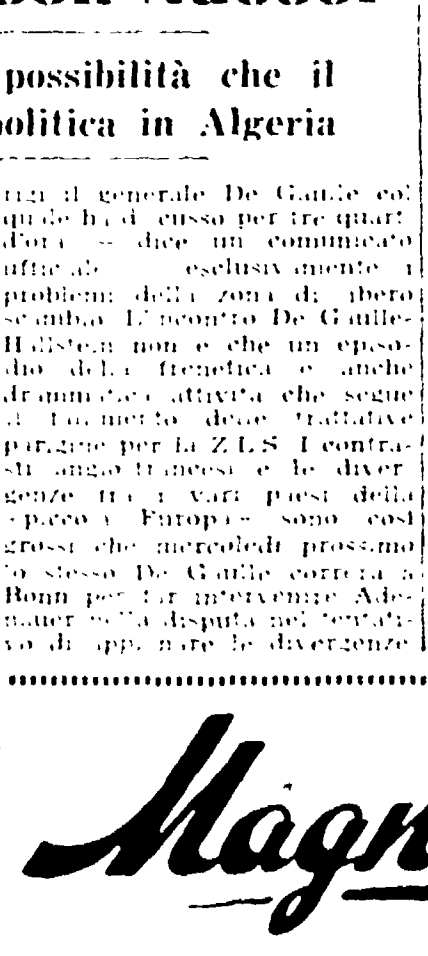 possibilità che il
politica in Algeria
rigi il generale De Gaulle col
quale ha discusso per tre quart
d'ora — dice un comunicato
ufficiale esclusivamente i
problemi della zona di libero
scambio L'incontro De Gaulle-
Hallstein non e che un episo-
dio della frenetica e anche
drammatica attività che segue
il fallimento delle trattative
parigine per la Z.L.S. I contra-
sti anglo-francesi e le diver
genze tra i vari paesi della
«piccola Europa» sono così
grossi che mercoledì prossimo
lo stesso De Gaulle correrà a
Bonn per far intervenire Ade-
nauer nella disputa nel tentati-
vo di appianare le divergenze
Magn